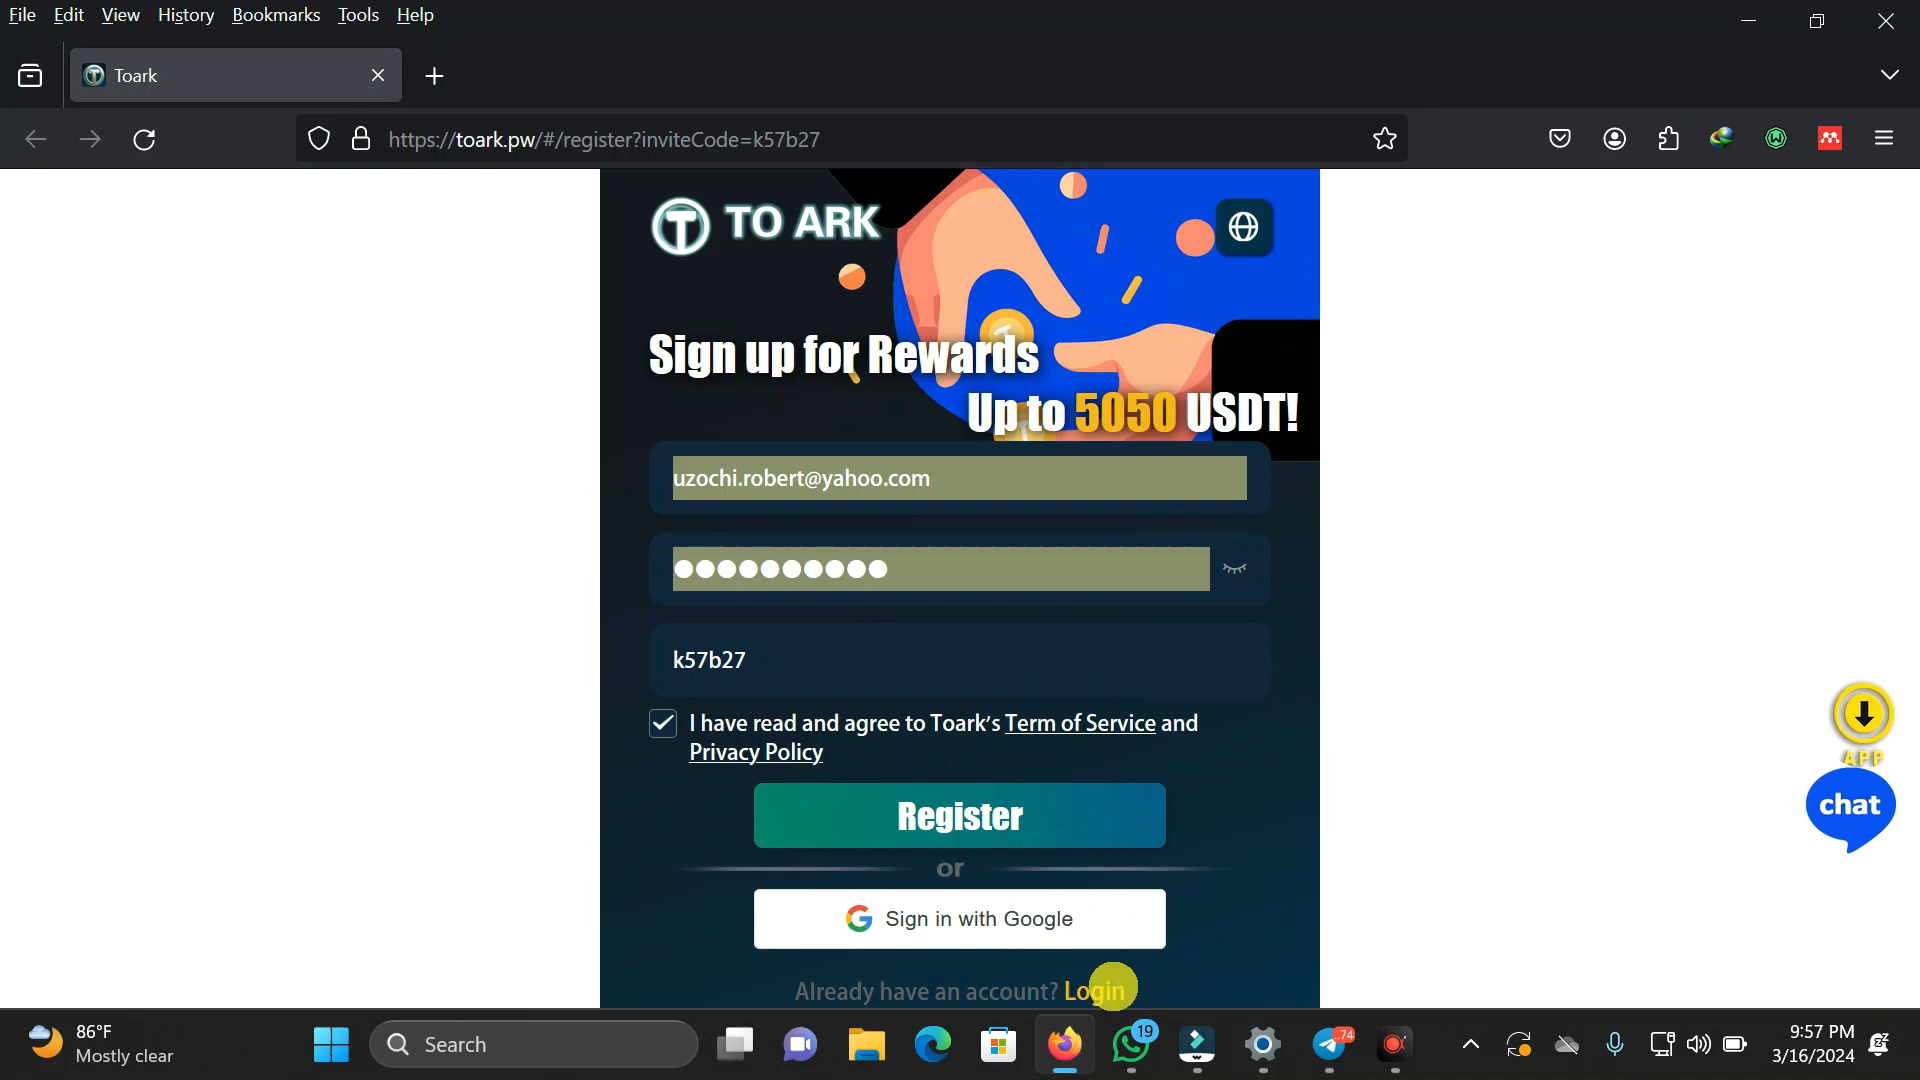 File Edit View History Bookmarks Tools Help
Toark
https://toark.pw/#/register?inviteCode=k57b27
TO ARK
Sign up for Rewards
Up to 5050 USDT!
uzochi.robert@yahoo.com
k57b27
I have read and agree to Toark's Term of Service and
Privacy Policy
Register
or
Sign in with Google
Already have an account? Login
APP
chat
86°F
Mostly clear
Search
19
74
9:57 PM
3/16/2024